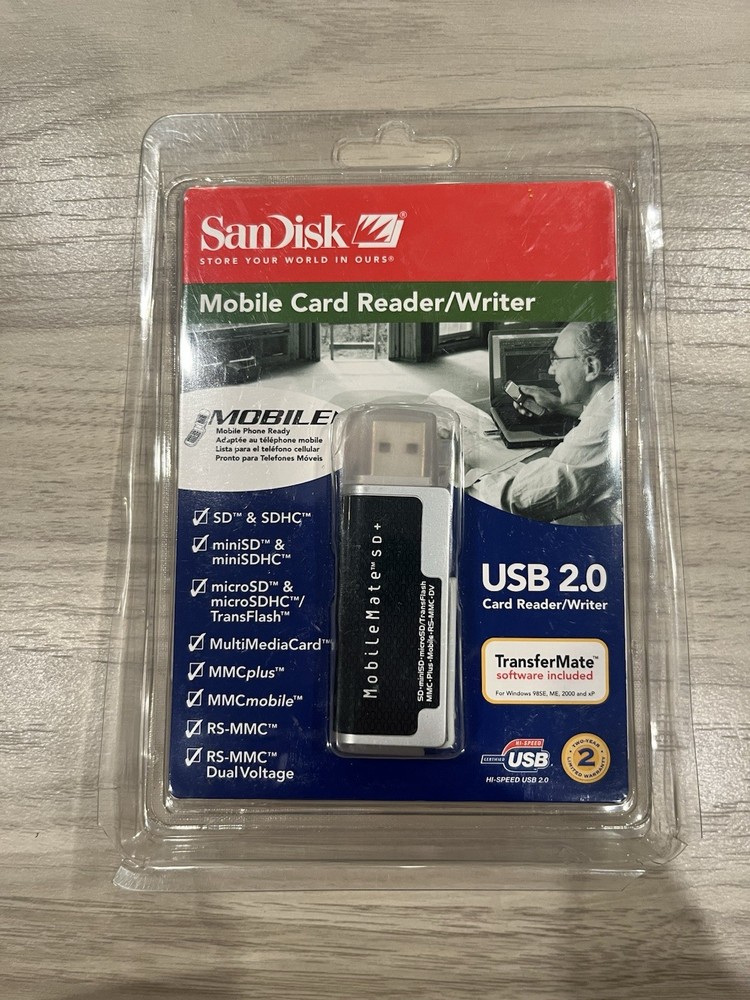 SanDisk®
STORE YOUR WORLD IN OURS®
Mobile Card Reader/Writer
MOBILE
Mobile Phone Ready
Adaptée au téléphone mobile
Lista para el teléfono cellular
Pronto para Telefones Móveis
SD™ & SDHC™
miniSD™ &
miniSDHC™
microSD™ &
microSDHC™/
TransFlash™
MultiMediaCard™
MMCplus™
MMCmobile™
RS-MMC™
RS-MMC™
DualVoltage
MobileMate™ SD+
SD-miniSD-microSD/TransFlash
MMC-Plus-Mobile-RS-MMC-DV
USB 2.0
Card Reader/Writer
TransferMate™
software included
For Windows 98SE, ME, 2000 and xP
HI-SPEED
CERTIFIED
USB
HI-SPEED USB 2.0
TWO-YEAR
2
LIMITED WARRANTY